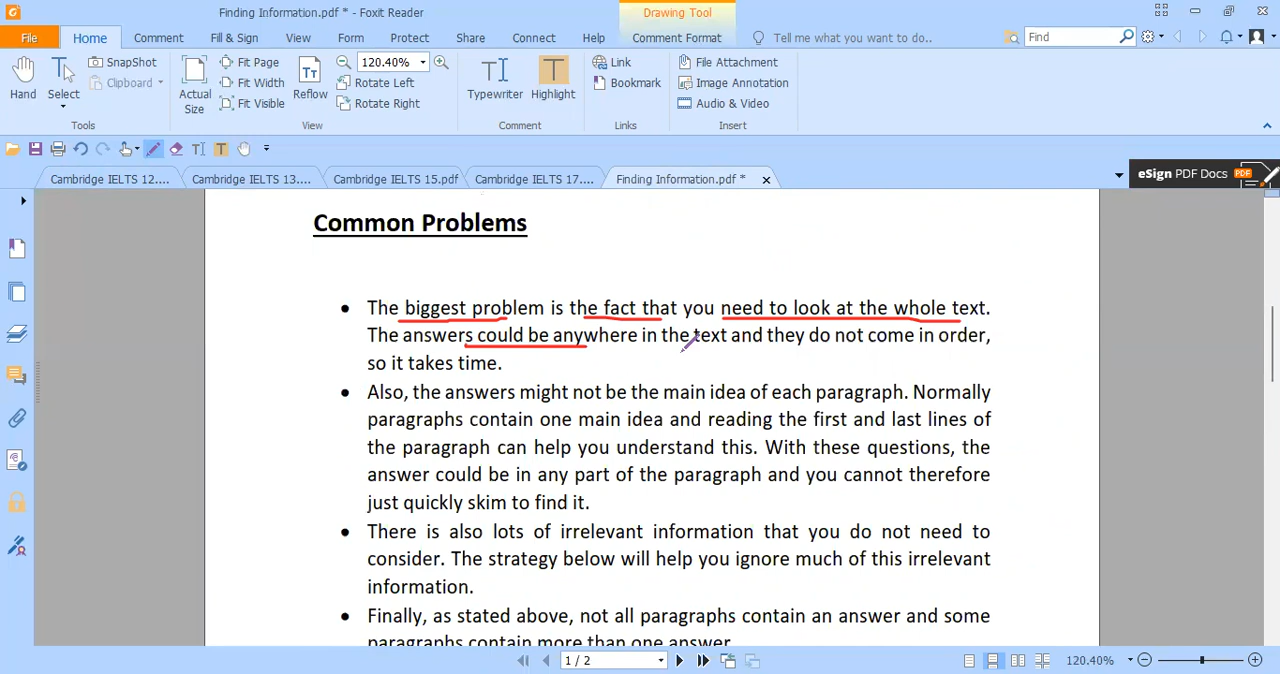 Finding Information.pdf * - Foxit Reader
Drawing Tool
File Home Comment Fill & Sign View Form Protect Share Connect Help Comment Format Tell me what you want to do.. Find
Hand Select SnapShot Clipboard Actual Size Fit Page Fit Width Fit Visible Reflow 120.40% Rotate Left Rotate Right Typewriter Highlight Link Bookmark File Attachment Image Annotation Audio & Video
Tools View Comment Links Insert
Cambridge IELTS 12.... Cambridge IELTS 13.... Cambridge IELTS 15.pdf Cambridge IELTS 17.... Finding Information.pdf * eSign PDF Docs PDF
Common Problems
• The biggest problem is the fact that you need to look at the whole text.
The answers could be anywhere in the text and they do not come in order,
so it takes time.
• Also, the answers might not be the main idea of each paragraph. Normally
paragraphs contain one main idea and reading the first and last lines of
the paragraph can help you understand this. With these questions, the
answer could be in any part of the paragraph and you cannot therefore
just quickly skim to find it.
• There is also lots of irrelevant information that you do not need to
consider. The strategy below will help you ignore much of this irrelevant
information.
• Finally, as stated above, not all paragraphs contain an answer and some
paragraphs contain more than one answer.
1 / 2 120.40%